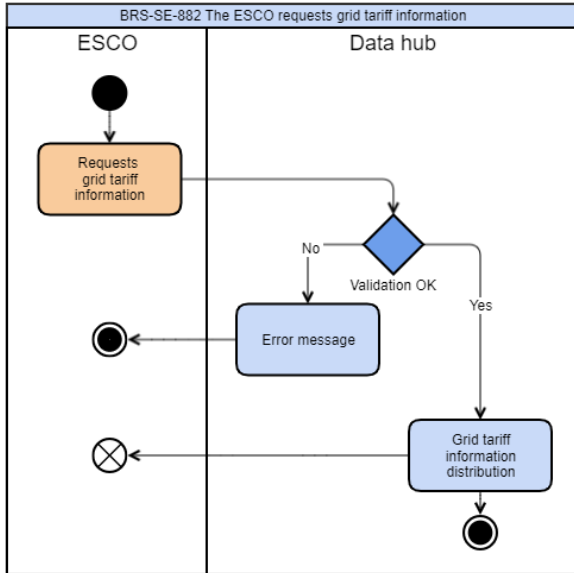 BRS-SE-882 The ESCO requests grid tariff information
ESCO
Data hub
Requests
grid tariff
information
No
Validation OK
Yes
Error message
Grid tariff
information
distribution